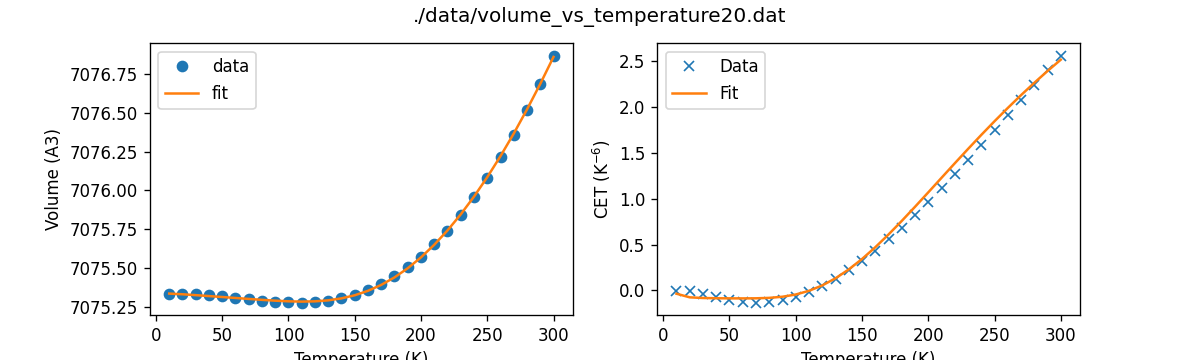 ./data/volume_vs_temperature20.dat
Volume (A3)
7076.75
7076.50
7076.25
7076.00
7075.75
7075.50
7075.25
data
fit
0 50 100 150 200 250 300
Temperature (K)
CET (K⁻⁶)
2.5
2.0
1.5
1.0
0.5
0.0
Data
Fit
0 50 100 150 200 250 300
Temperature (K)